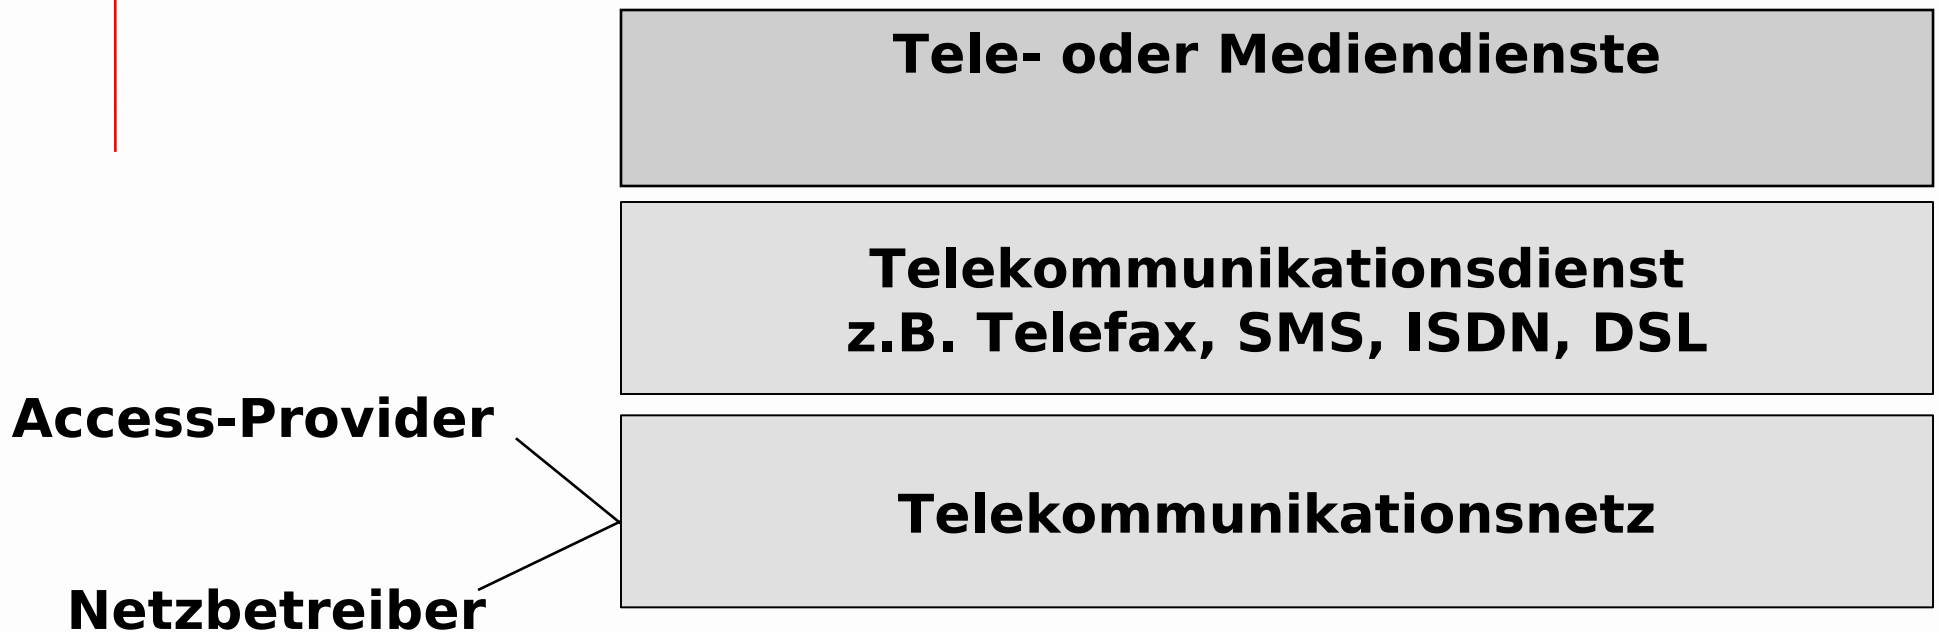 Tele- oder Mediendienste
Telekommunikationsdienst
z.B. Telefax, SMS, ISDN, DSL
Access-Provider
Telekommunikationsnetz
Netzbetreiber